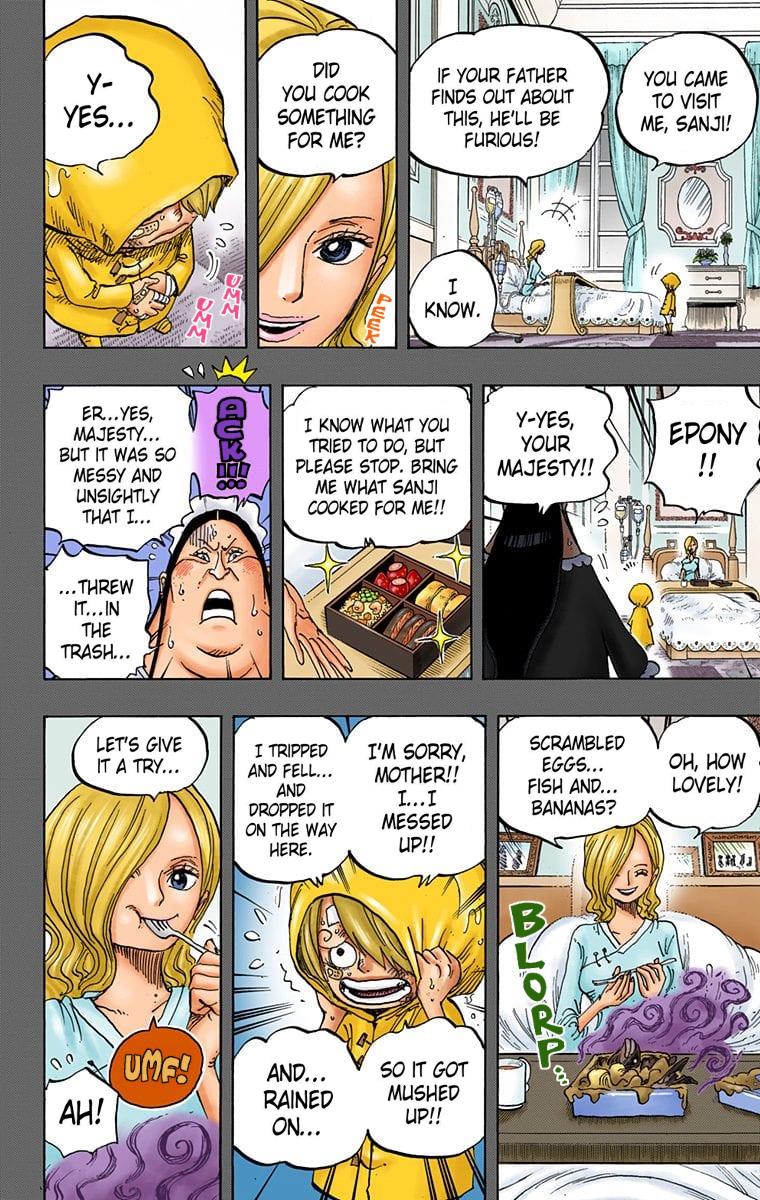 YOU CAME
TO VISIT
ME, SANJI!
IF YOUR FATHER
FINDS OUT ABOUT
THIS, HE'LL BE
FURIOUS!
I
KNOW.
DID
YOU COOK
SOMETHING
FOR ME?
PEEK
Y-
YES...
UMM
UMM
EPONY
!!
Y-YES,
YOUR
MAJESTY!!
I KNOW WHAT YOU
TRIED TO DO, BUT
PLEASE STOP. BRING
ME WHAT SANJI
COOKED FOR ME!!
ACK!!!
ER...YES,
MAJESTY...
BUT IT WAS SO
MESSY AND
UNSIGHTLY
THAT I...
...THREW
IT...IN
THE
TRASH...
OH, HOW
LOVELY!
SCRAMBLED
EGGS...
FISH AND...
BANANAS?
BLORP...
I'M SORRY,
MOTHER!!
I...I
MESSED
UP!!
I TRIPPED
AND FELL...
AND
DROPPED IT
ON THE WAY
HERE.
SO IT GOT
MUSHED
UP!!
AND...
RAINED
ON...
LET'S GIVE
IT A TRY...
UMF!
AH!